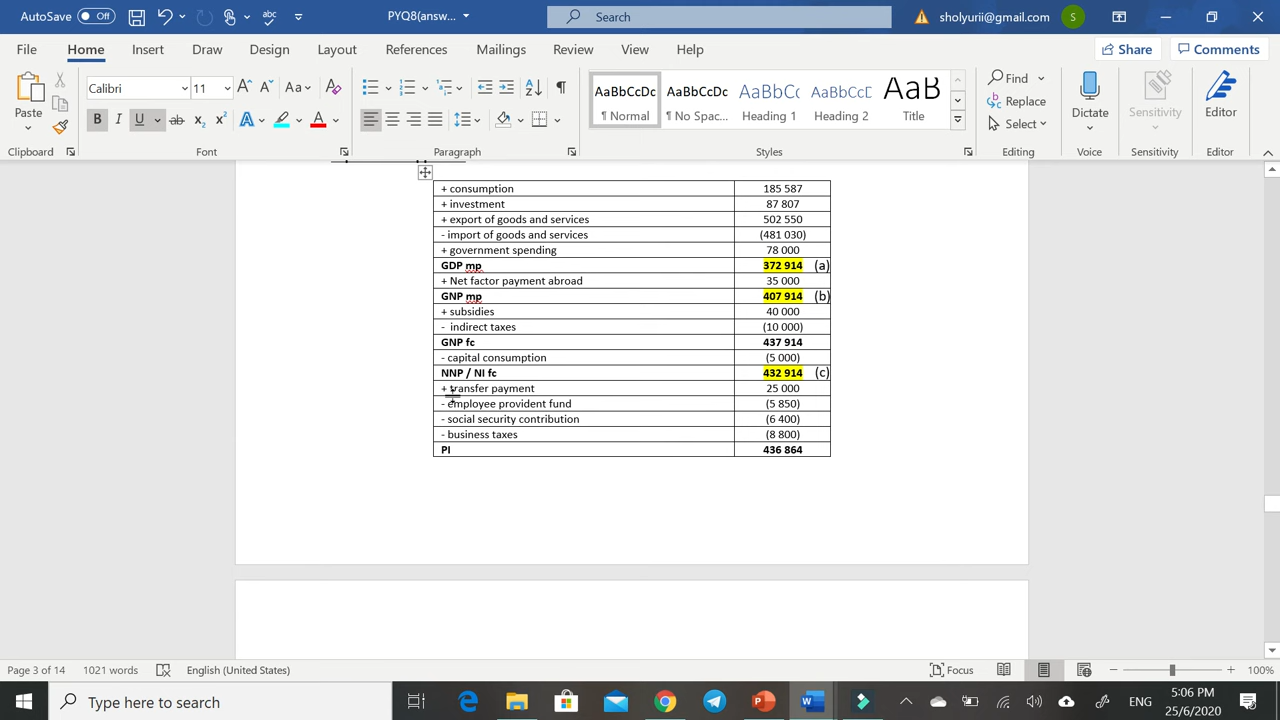 AutoSave Off PYQ8(answ... Search sholyurii@gmail.com S
File Home Insert Draw Design Layout References Mailings Review View Help Share Comments
Paste Calibri 11 Aa AaBbCcDc AaBbCcDc AaBbCc AaBbCcC AaB Find Replace Select Dictate Sensitivity Editor
¶ Normal ¶ No Spac... Heading 1 Heading 2 Title
Clipboard Font Paragraph Styles Editing Voice Sensitivity Editor
+ consumption 185 587
+ investment 87 807
+ export of goods and services 502 550
- import of goods and services (481 030)
+ government spending 78 000
GDP mp 372 914 (a)
+ Net factor payment abroad 35 000
GNP mp 407 914 (b)
+ subsidies 40 000
- indirect taxes (10 000)
GNP fc 437 914
- capital consumption (5 000)
NNP / NI fc 432 914 (c)
+ transfer payment 25 000
- employee provident fund (5 850)
- social security contribution (6 400)
- business taxes (8 800)
PI 436 864
Page 3 of 14 1021 words English (United States) Focus 100%
Type here to search ENG 5:06 PM
25/6/2020 6